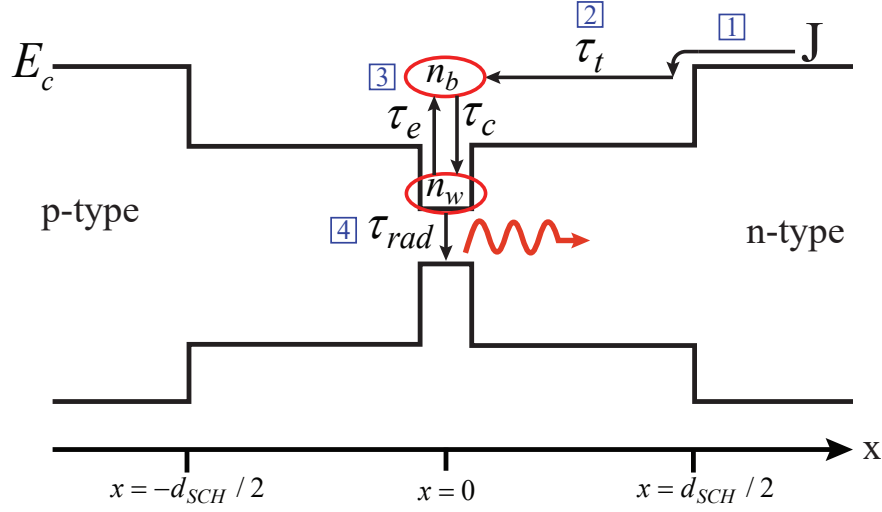 1
2
J
E_c
τ_t
3
n_b
τ_e
τ_c
n_w
p-type
4
τ_rad
n-type
x
x = −d_SCH / 2
x = 0
x = d_SCH / 2